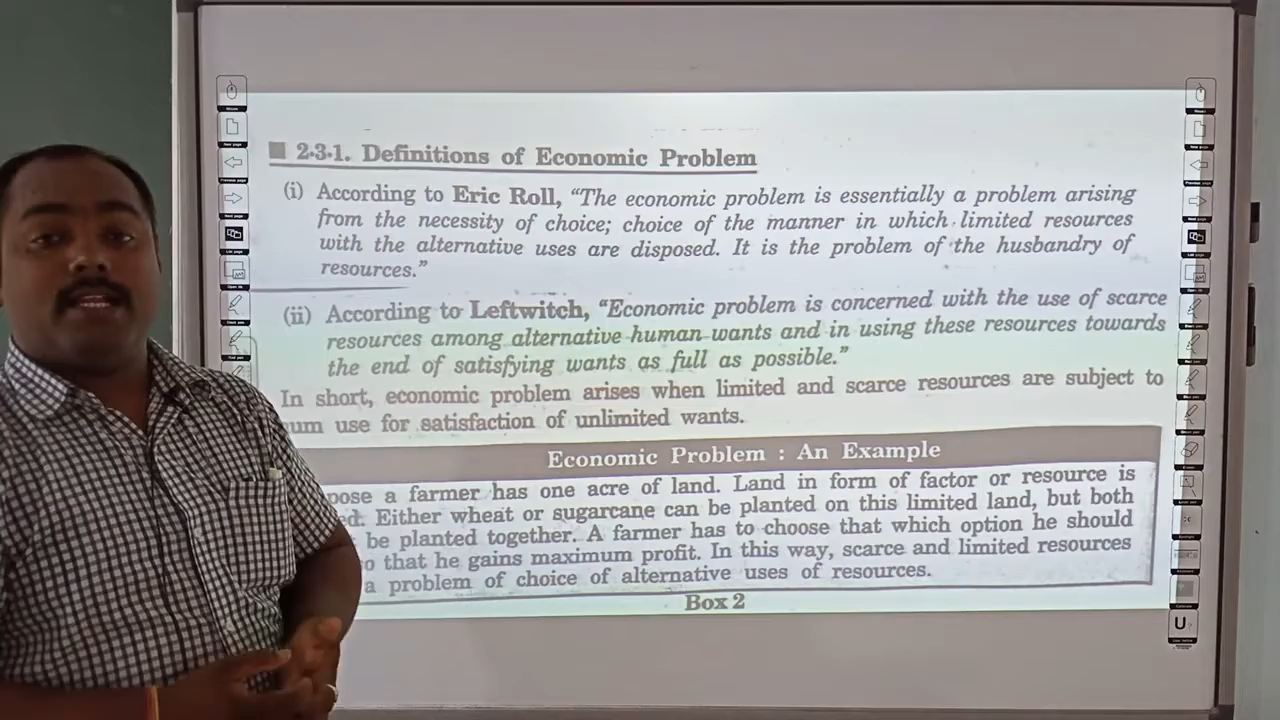 2·3·1. Definitions of Economic Problem
(i) According to Eric Roll, “The economic problem is essentially a problem arising
from the necessity of choice; choice of the manner in which limited resources
with the alternative uses are disposed. It is the problem of the husbandry of
resources.”
(ii) According to Leftwitch, “Economic problem is concerned with the use of scarce
resources among alternative human wants and in using these resources towards
the end of satisfying wants as full as possible.”
In short, economic problem arises when limited and scarce resources are subject to
um use for satisfaction of unlimited wants.
Economic Problem : An Example
pose a farmer has one acre of land. Land in form of factor or resource is
d. Either wheat or sugarcane can be planted on this limited land, but both
be planted together. A farmer has to choose that which option he should
o that he gains maximum profit. In this way, scarce and limited resources
a problem of choice of alternative uses of resources.
Box 2